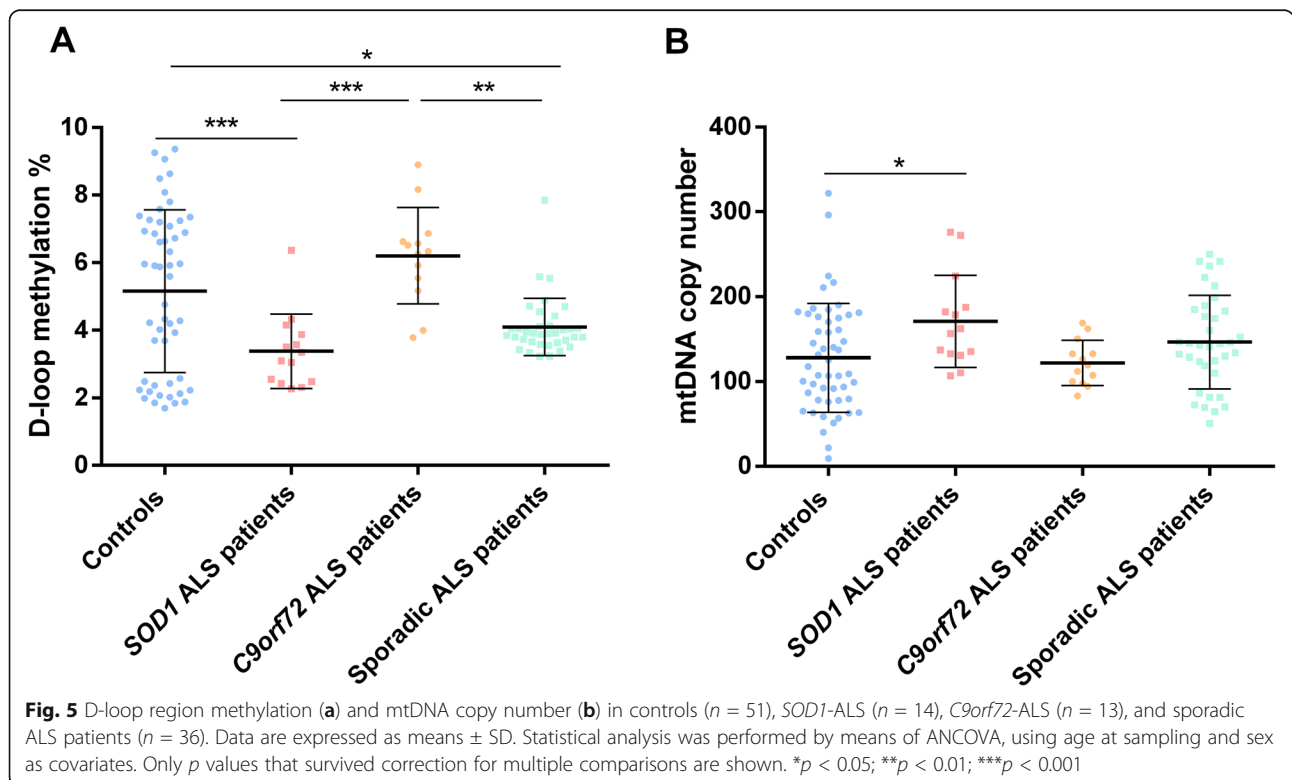 A
B
*
***
**
***
*
D-loop methylation %
10
8
6
4
2
0
Controls
SOD1 ALS patients
C9orf72 ALS patients
Sporadic ALS patients
mtDNA copy number
400
300
200
100
0
Controls
SOD1 ALS patients
C9orf72 ALS patients
Sporadic ALS patients
Fig. 5 D-loop region methylation (a) and mtDNA copy number (b) in controls (n = 51), SOD1-ALS (n = 14), C9orf72-ALS (n = 13), and sporadic
ALS patients (n = 36). Data are expressed as means ± SD. Statistical analysis was performed by means of ANCOVA, using age at sampling and sex
as covariates. Only p values that survived correction for multiple comparisons are shown. *p < 0.05; **p < 0.01; ***p < 0.001